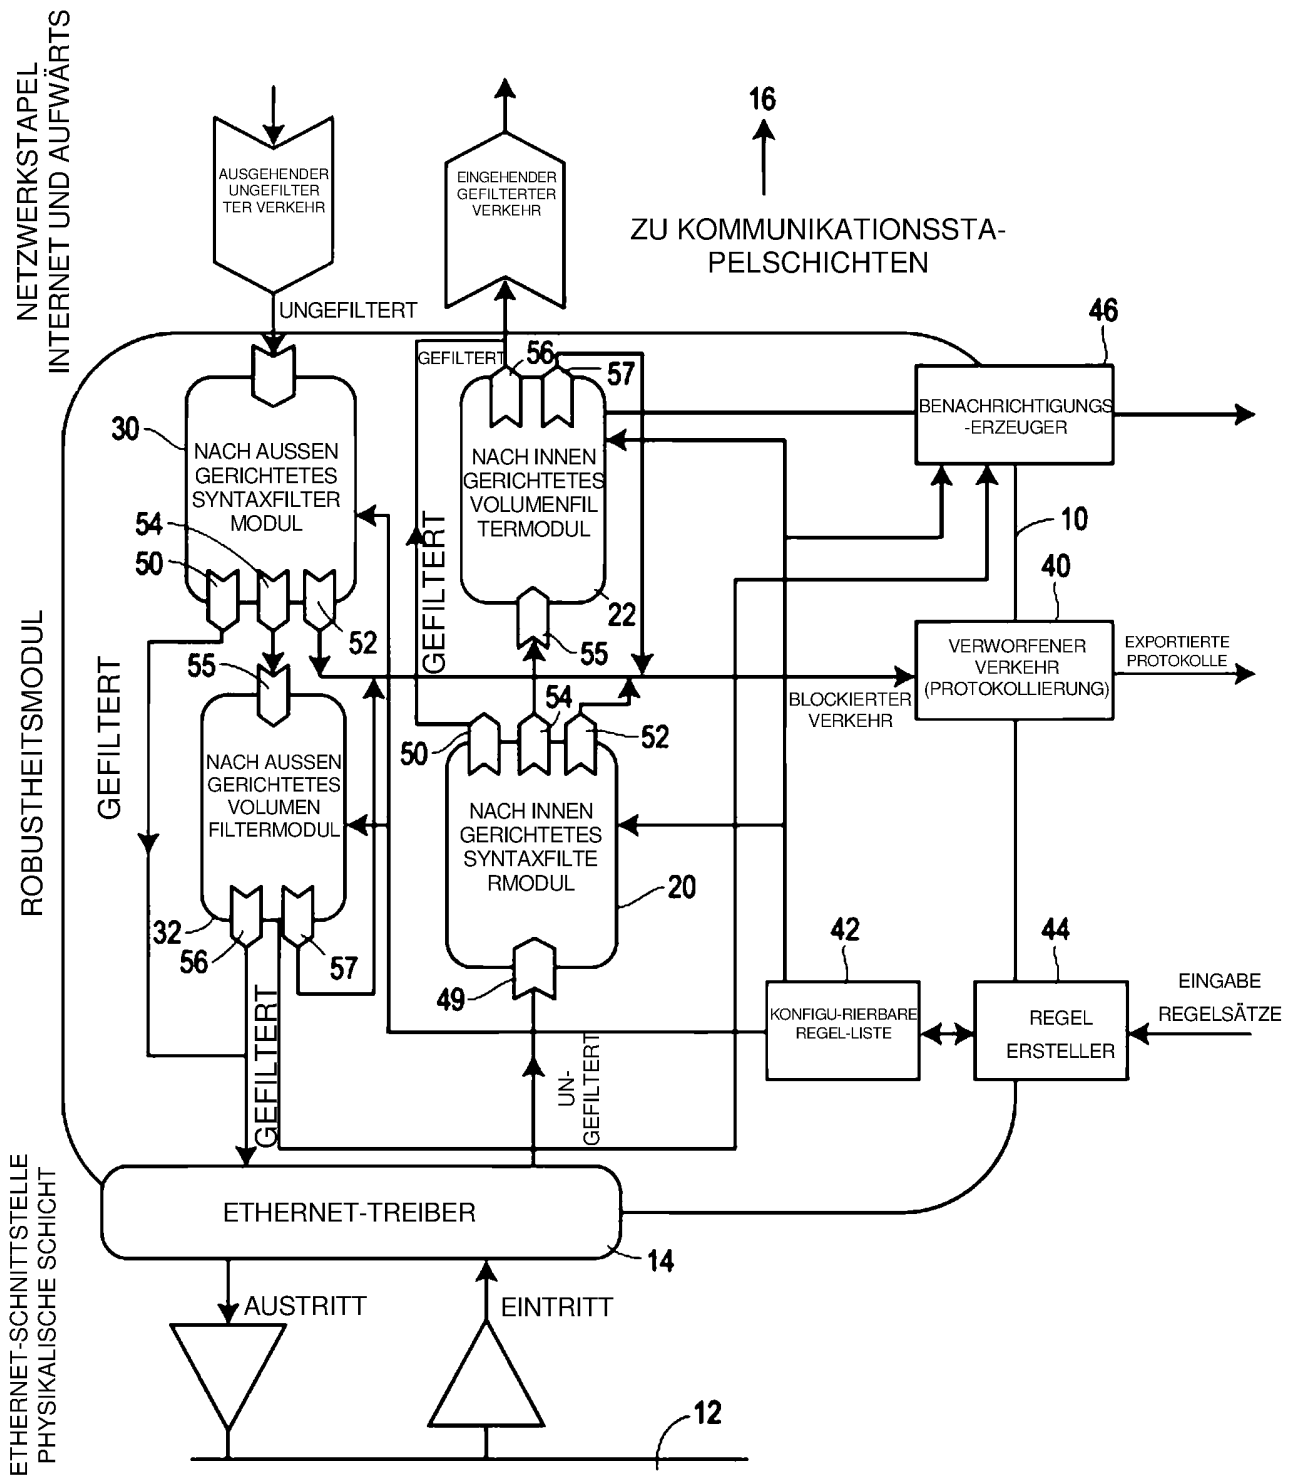 NETZWERKSTAPEL
INTERNET UND AUFWÄRTS
AUSGEHENDER
UNGEFILTER
TER VERKEHR
EINGEHENDER
GEFILTERTER
VERKEHR
16
ZU KOMMUNIKATIONSSTA-
PELSCHICHTEN
UNGEFILTERT
46
GEFILTERT
56
57
BENACHRICHTIGUNGS
-ERZEUGER
30
NACH AUSSEN
GERICHTETES
SYNTAXFILTER
MODUL
NACH INNEN
GERICHTETES
VOLUMENFIL
TERMODUL
54
50
52
GEFILTERT
22
10
40
55
55
VERWORFENER
VERKEHR
(PROTOKOLLIERUNG)
EXPORTIERTE
PROTOKOLLE
BLOCKIERTER
VERKEHR
ROBUSTHEITSMODUL
GEFILTERT
54
50
52
NACH AUSSEN
GERICHTETES
VOLUMEN
FILTERMODUL
NACH INNEN
GERICHTETES
SYNTAXFILTE
RMODUL
20
32
56
57
49
42
44
KONFIGU-RIERBARE
REGEL-LISTE
REGEL
ERSTELLER
EINGABE
REGELSÄTZE
GEFILTERT
UN-
GEFILTERT
ETHERNET-TREIBER
14
ETHERNET-SCHNITTSTELLE
PHYSIKALISCHE SCHICHT
AUSTRITT
EINTRITT
12